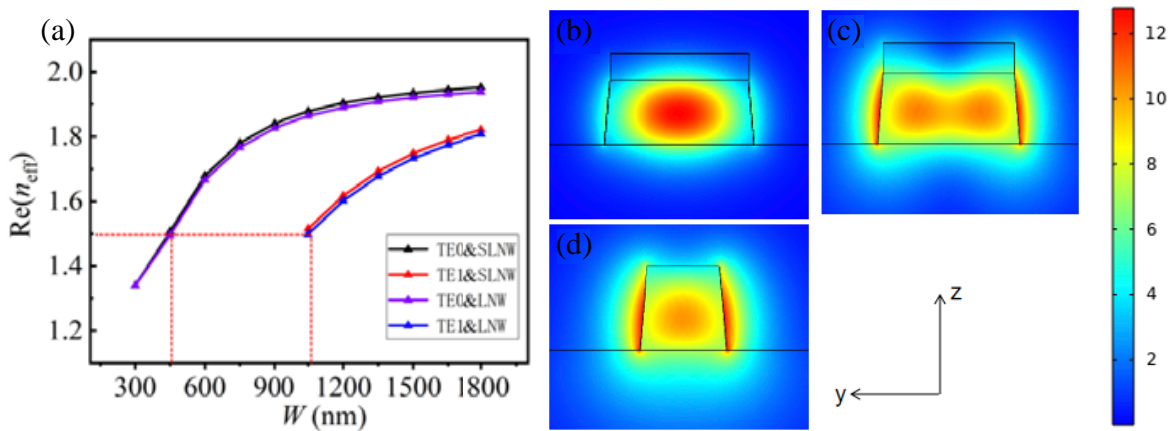 (a)
2.0
1.8
1.6
1.4
1.2
Re(n_eff)
300 600 900 1200 1500 1800
W (nm)
TE0&SLNW
TE1&SLNW
TE0&LNW
TE1&LNW
(b)
(c)
(d)
z
y
12
10
8
6
4
2